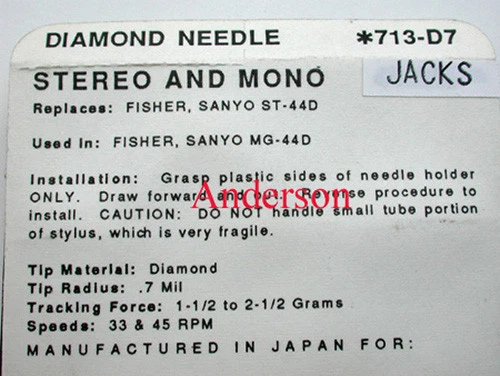 DIAMOND NEEDLE *713-D7
STEREO AND MONO JACKS
Replaces: FISHER, SANYO ST-44D
Used In: FISHER, SANYO MG-44D
Installation: Grasp plastic sides of needle holder
ONLY. Draw forward and out. Reverse procedure to
install. CAUTION: DO NOT handle small tube portion
of stylus, which is very fragile.
Anderson
Tip Material: Diamond
Tip Radius: .7 Mil
Tracking Force: 1-1/2 to 2-1/2 Grams
Speeds: 33 & 45 RPM
MANUFACTURED IN JAPAN FOR: